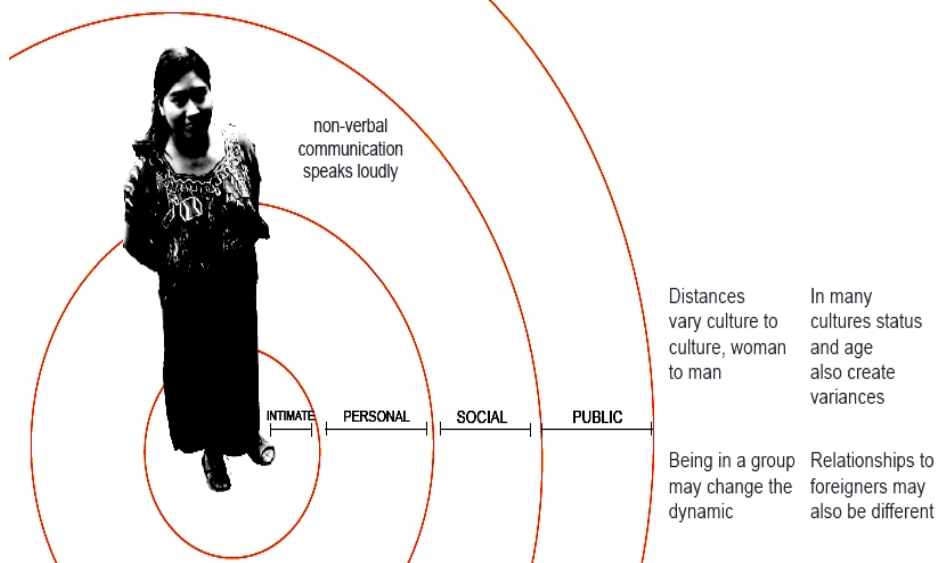 non-verbal
communication
speaks loudly
INTIMATE
PERSONAL
SOCIAL
PUBLIC
Distances
vary culture to
culture, woman
to man
In many
cultures status
and age
also create
variances
Being in a group
may change the
dynamic
Relationships to
foreigners may
also be different